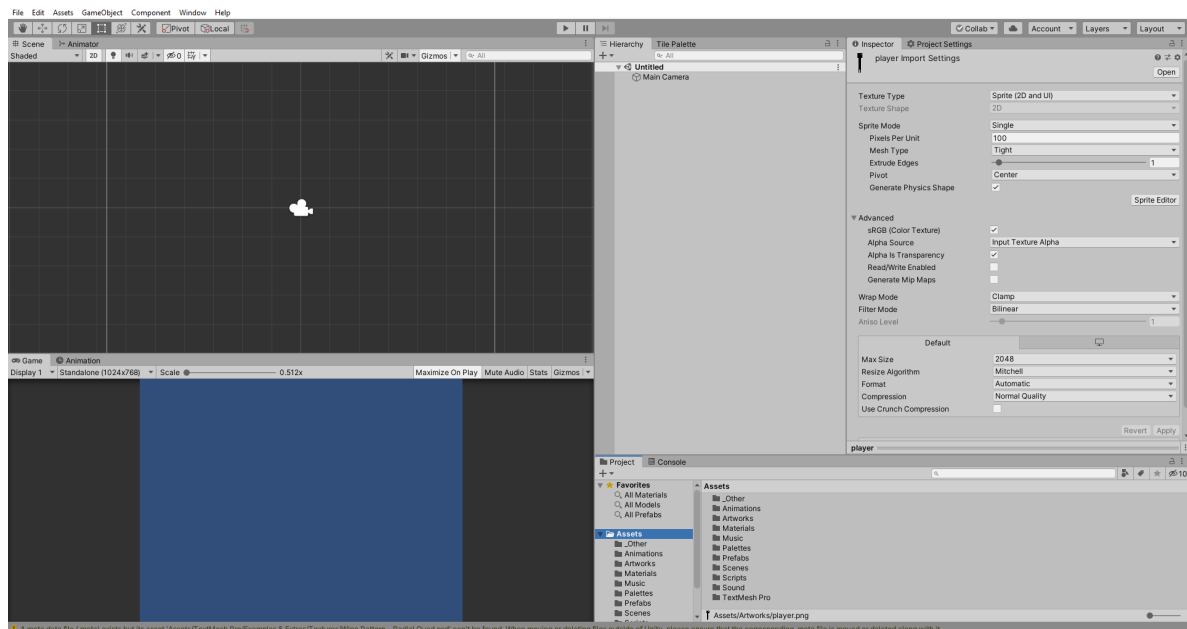 File Edit Assets GameObject Component Window Help
Pivot Local Collab Account Layers Layout
Scene Animator
Shaded 2D 0 Gizmos All
Hierarchy Tile Palette
All
Untitled
Main Camera
Inspector Project Settings
player Import Settings
Open
Texture Type Sprite (2D and UI)
Texture Shape 2D
Sprite Mode Single
Pixels Per Unit 100
Mesh Type Tight
Extrude Edges 1
Pivot Center
Generate Physics Shape
Sprite Editor
Advanced
sRGB (Color Texture)
Alpha Source Input Texture Alpha
Alpha Is Transparency
Read/Write Enabled
Generate Mip Maps
Wrap Mode Clamp
Filter Mode Bilinear
Aniso Level 1
Default
Max Size 2048
Resize Algorithm Mitchell
Format Automatic
Compression Normal Quality
Use Crunch Compression
Revert Apply
player
Game Animation
Display 1 Standalone (1024x768) Scale 0.512x Maximize On Play Mute Audio Stats Gizmos
Project Console
10
Favorites
All Materials
All Models
All Prefabs
Assets
_Other
Animations
Artworks
Materials
Music
Palettes
Prefabs
Scenes
Scripts
Assets
_Other
Animations
Artworks
Materials
Music
Palettes
Prefabs
Scenes
Scripts
Sound
TextMesh Pro
Assets/Artworks/player.png